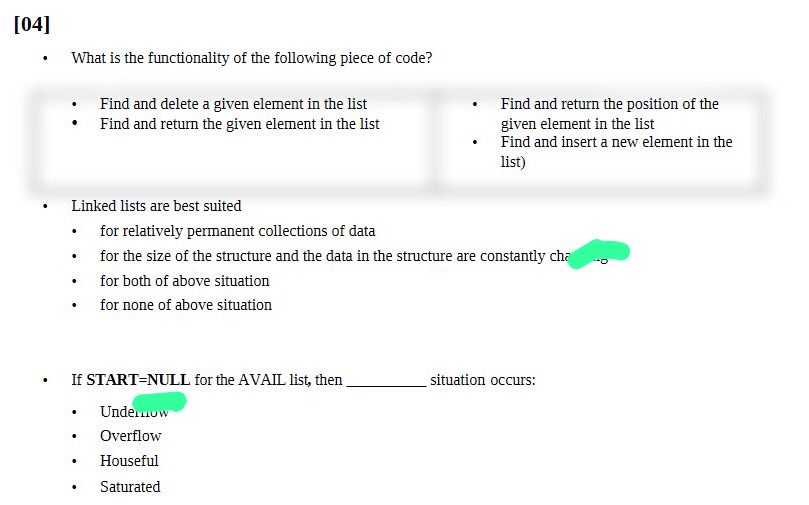 [04]
• What is the functionality of the following piece of code?
• Find and delete a given element in the list
• Find and return the given element in the list
• Find and return the position of the
given element in the list
• Find and insert a new element in the
list)
• Linked lists are best suited
• for relatively permanent collections of data
• for the size of the structure and the data in the structure are constantly
• for both of above situation
• for none of above situation
• If START=NULL for the AVAIL list, then __________ situation occurs:
•
• Overflow
• Houseful
• Saturated